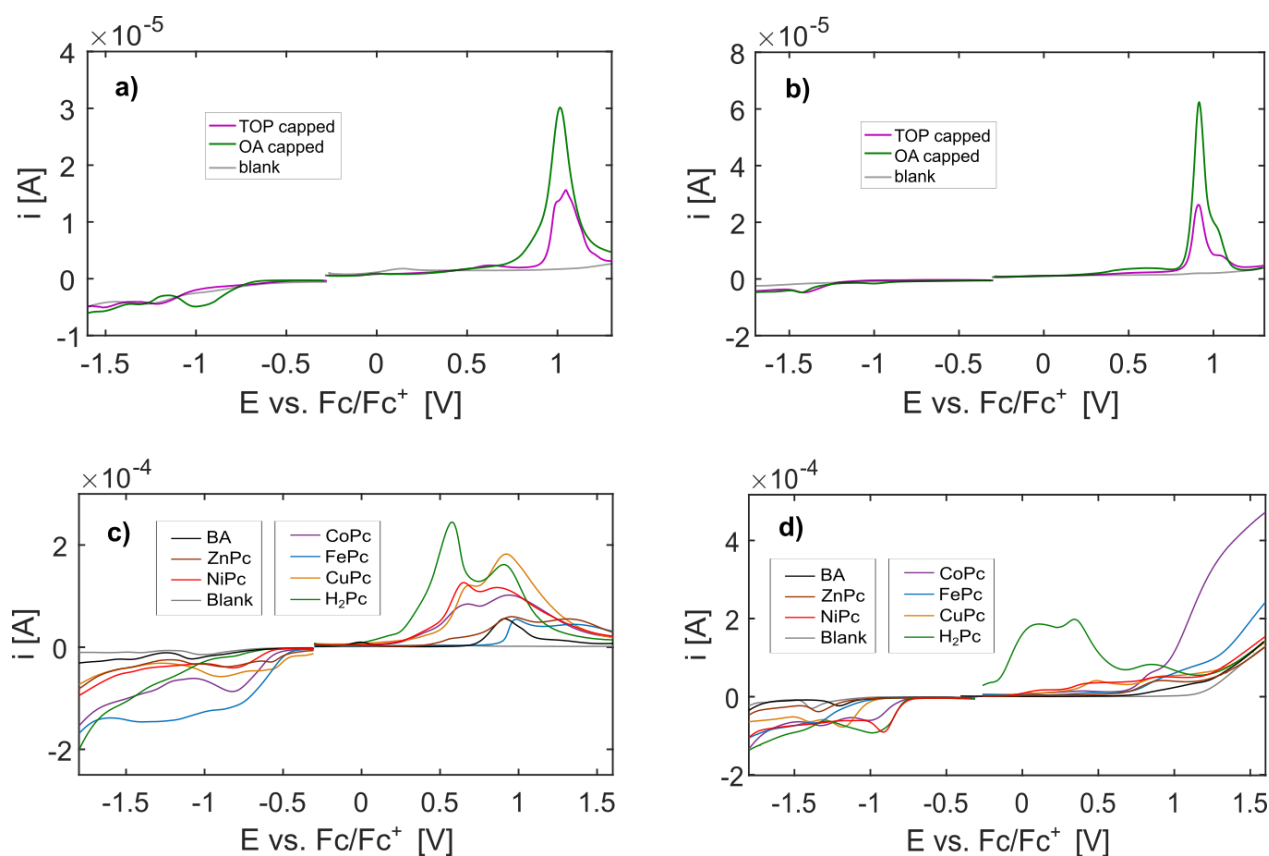 a)
×10⁻⁵
4
3
2
1
0
-1
i [A]
TOP capped
OA capped
blank
-1.5 -1 -0.5 0 0.5 1
E vs. Fc/Fc⁺ [V]
b)
×10⁻⁵
8
6
4
2
0
-2
i [A]
TOP capped
OA capped
blank
-1.5 -1 -0.5 0 0.5 1
E vs. Fc/Fc⁺ [V]
c)
×10⁻⁴
2
0
-2
i [A]
BA
ZnPc
NiPc
Blank
CoPc
FePc
CuPc
H₂Pc
-1.5 -1 -0.5 0 0.5 1 1.5
E vs. Fc/Fc⁺ [V]
d)
×10⁻⁴
4
2
0
-2
i [A]
BA
ZnPc
NiPc
Blank
CoPc
FePc
CuPc
H₂Pc
-1.5 -1 -0.5 0 0.5 1 1.5
E vs. Fc/Fc⁺ [V]